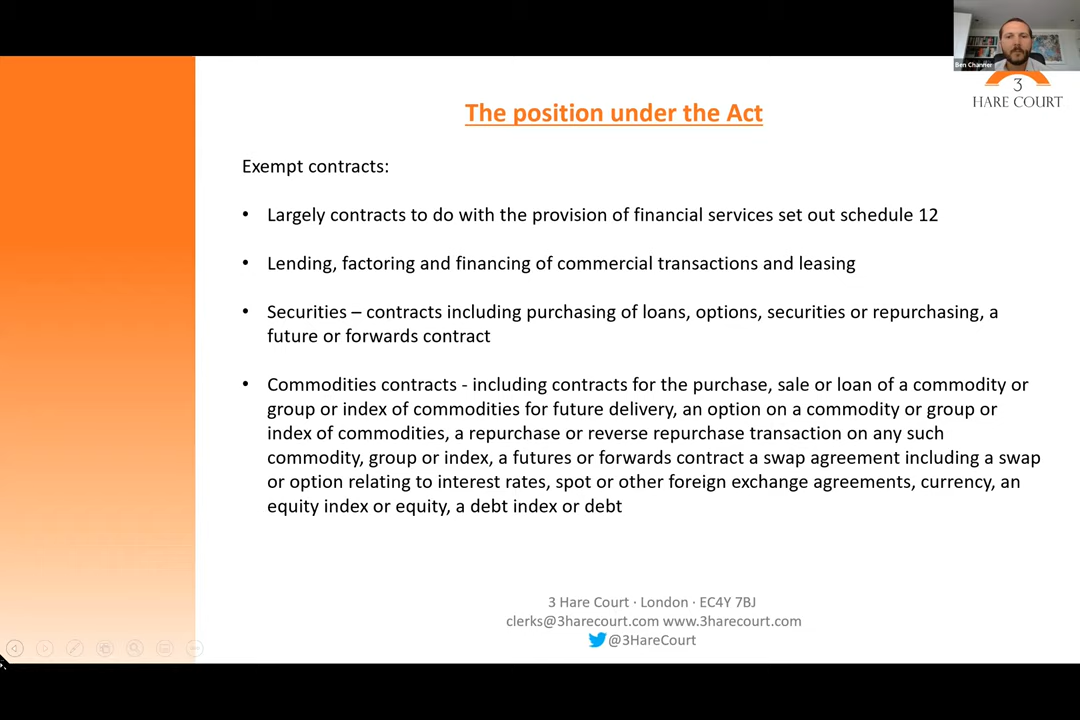 Ben Channer
3
HARE COURT
The position under the Act
Exempt contracts:
• Largely contracts to do with the provision of financial services set out schedule 12
• Lending, factoring and financing of commercial transactions and leasing
• Securities – contracts including purchasing of loans, options, securities or repurchasing, a
future or forwards contract
• Commodities contracts - including contracts for the purchase, sale or loan of a commodity or
group or index of commodities for future delivery, an option on a commodity or group or
index of commodities, a repurchase or reverse repurchase transaction on any such
commodity, group or index, a futures or forwards contract a swap agreement including a swap
or option relating to interest rates, spot or other foreign exchange agreements, currency, an
equity index or equity, a debt index or debt
3 Hare Court · London · EC4Y 7BJ
clerks@3harecourt.com www.3harecourt.com
@3HareCourt